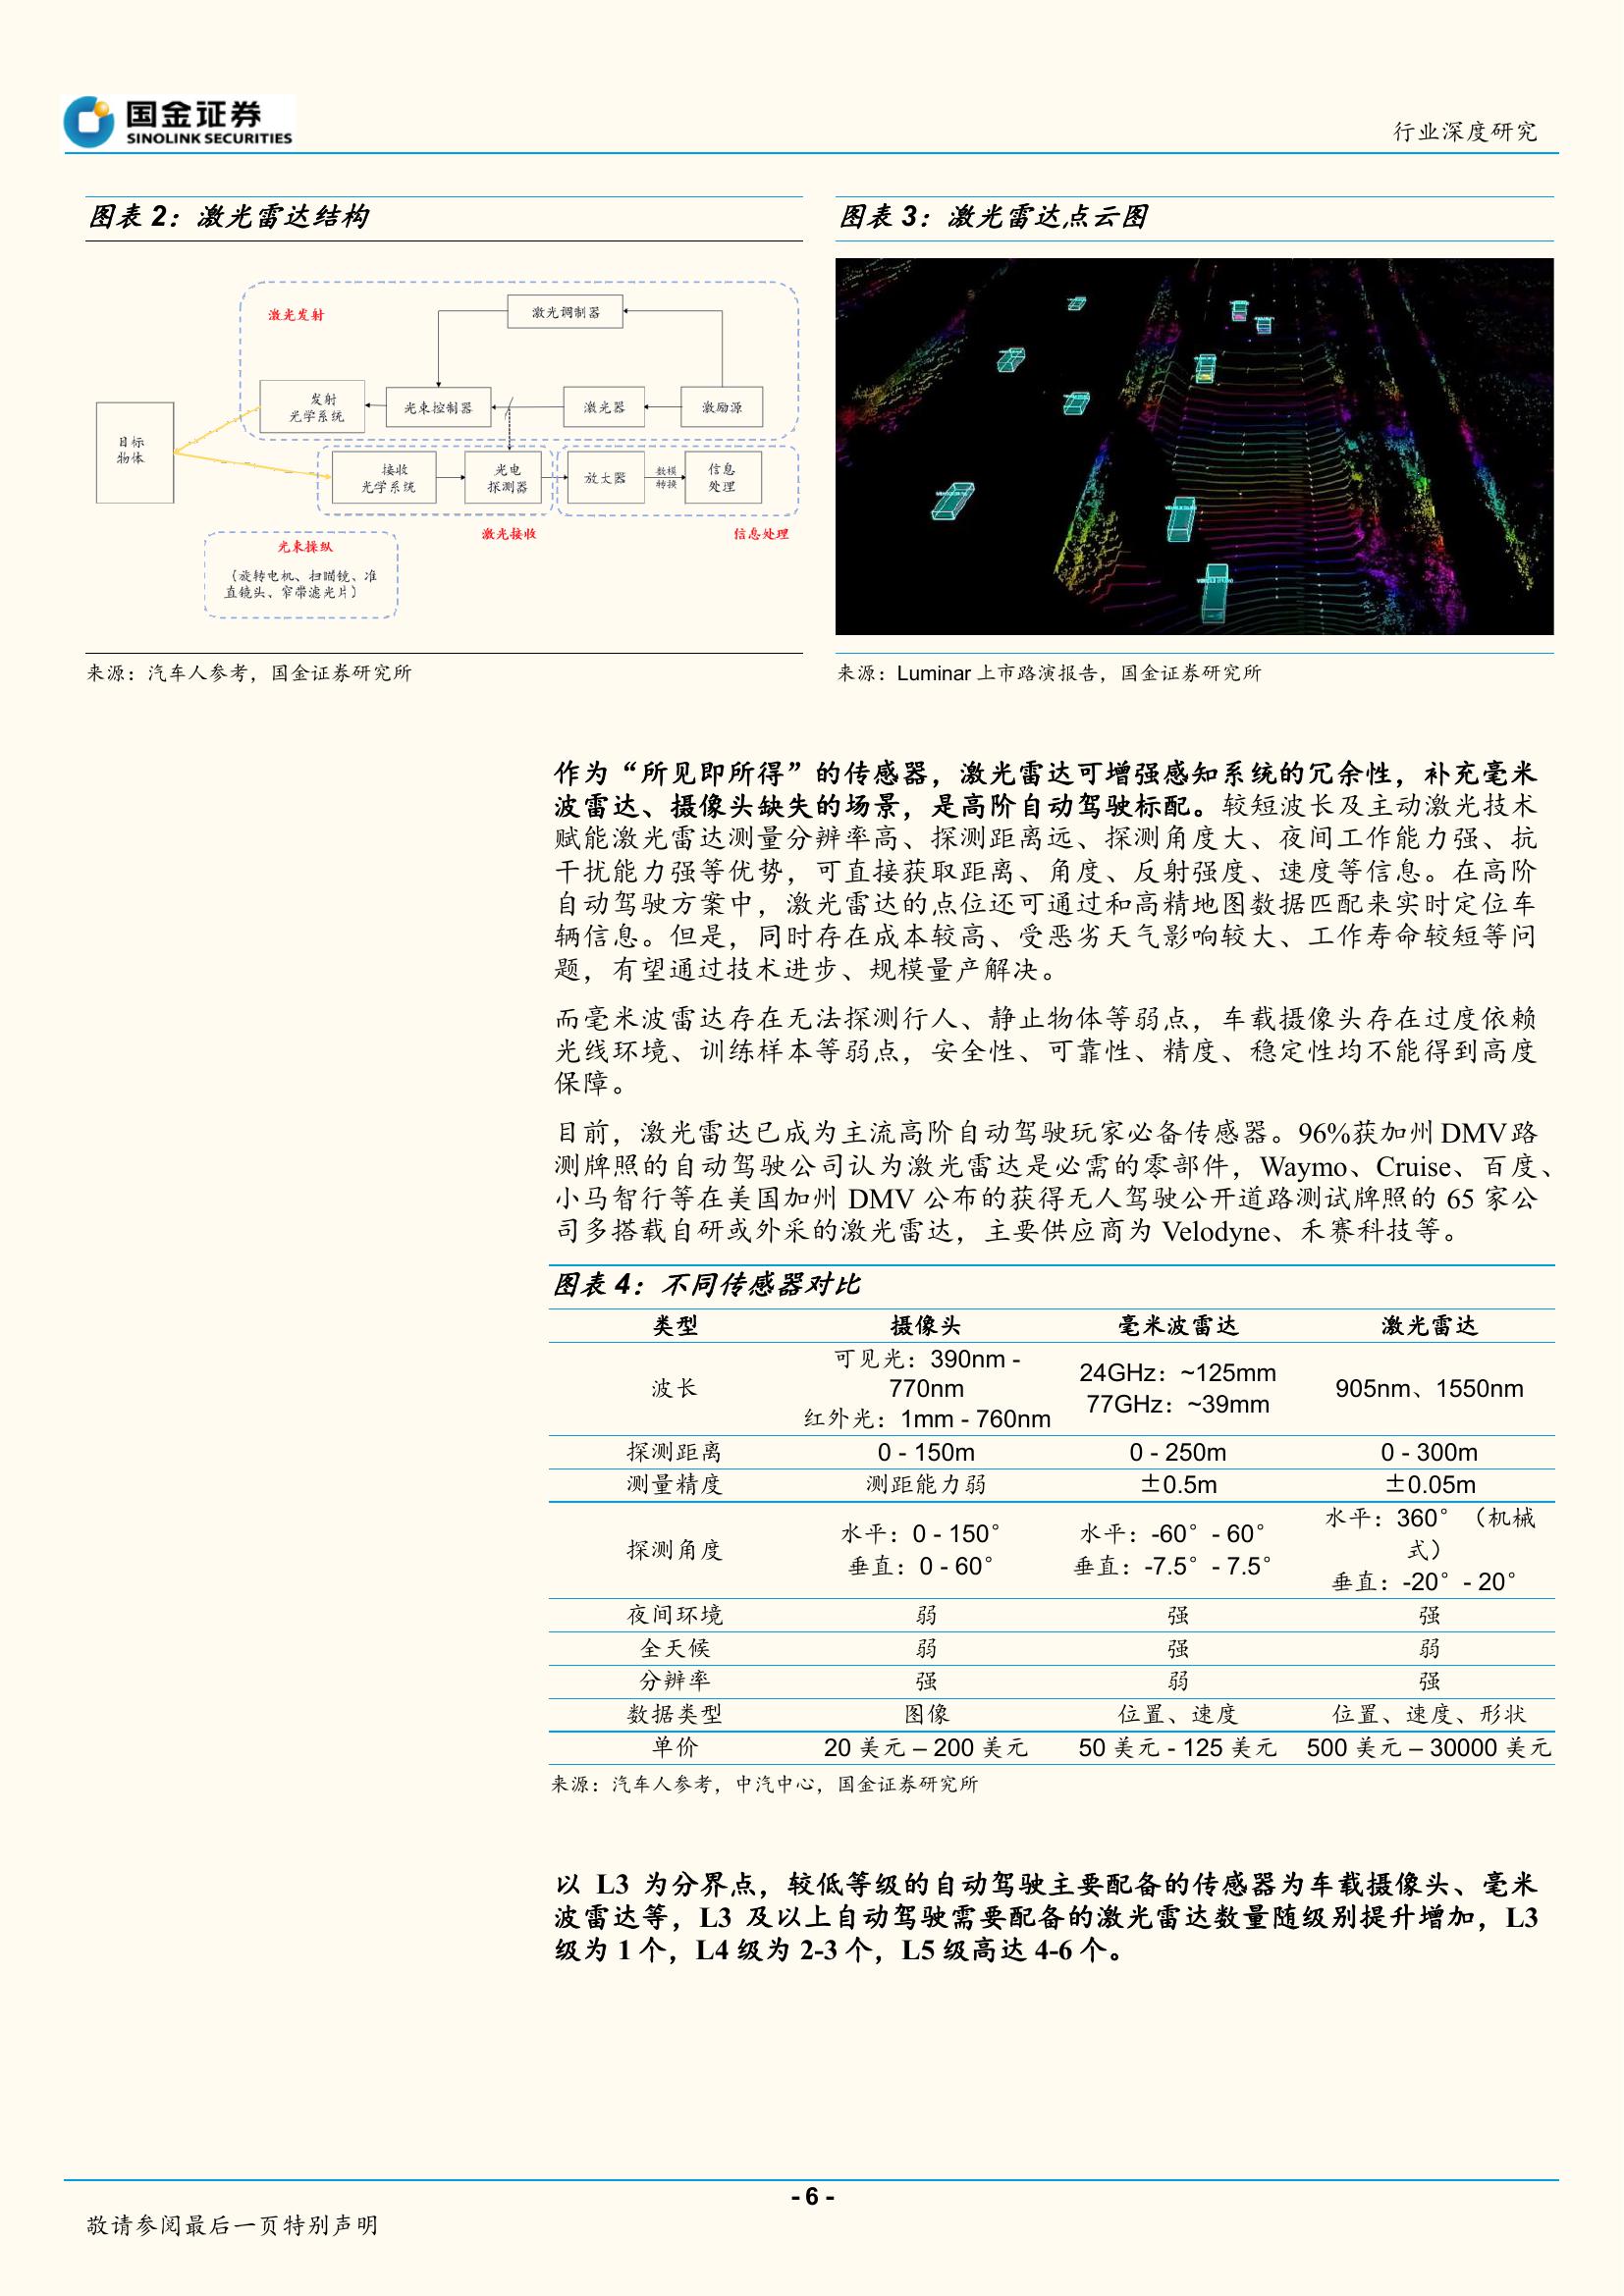 国金证券
SINOLINK SECURITIES
行业深度研究
图表 2：激光雷达结构
激光发射
激光调制器
发射
光学系统
光束控制器
激光器
激励源
目标
物体
接收
光学系统
光电
探测器
放大器
数模
转换
信息
处理
激光接收
信息处理
光束操纵
（旋转电机、扫瞄镜、准
直镜头、窄带滤光片）
来源：汽车人参考，国金证券研究所
图表 3：激光雷达点云图
来源：Luminar 上市路演报告，国金证券研究所
作为“所见即所得”的传感器，激光雷达可增强感知系统的冗余性，补充毫米
波雷达、摄像头缺失的场景，是高阶自动驾驶标配。较短波长及主动激光技术
赋能激光雷达测量分辨率高、探测距离远、探测角度大、夜间工作能力强、抗
干扰能力强等优势，可直接获取距离、角度、反射强度、速度等信息。在高阶
自动驾驶方案中，激光雷达的点位还可通过和高精地图数据匹配来实时定位车
辆信息。但是，同时存在成本较高、受恶劣天气影响较大、工作寿命较短等问
题，有望通过技术进步、规模量产解决。
而毫米波雷达存在无法探测行人、静止物体等弱点，车载摄像头存在过度依赖
光线环境、训练样本等弱点，安全性、可靠性、精度、稳定性均不能得到高度
保障。
目前，激光雷达已成为主流高阶自动驾驶玩家必备传感器。96%获加州 DMV 路
测牌照的自动驾驶公司认为激光雷达是必需的零部件，Waymo、Cruise、百度、
小马智行等在美国加州 DMV 公布的获得无人驾驶公开道路测试牌照的 65 家公
司多搭载自研或外采的激光雷达，主要供应商为 Velodyne、禾赛科技等。
图表 4：不同传感器对比
类型 摄像头 毫米波雷达 激光雷达
波长 可见光：390nm - 770nm 红外光：1mm - 760nm 24GHz：~125mm 77GHz：~39mm 905nm、1550nm
探测距离 0 - 150m 0 - 250m 0 - 300m
测量精度 测距能力弱 ±0.5m ±0.05m
探测角度 水平：0 - 150° 垂直：0 - 60° 水平：-60° - 60° 垂直：-7.5° - 7.5° 水平：360° （机械式） 垂直：-20° - 20°
夜间环境 弱 强 强
全天候 弱 强 弱
分辨率 强 弱 强
数据类型 图像 位置、速度 位置、速度、形状
单价 20 美元 – 200 美元 50 美元 - 125 美元 500 美元 – 30000 美元
来源：汽车人参考，中汽中心，国金证券研究所
以 L3 为分界点，较低等级的自动驾驶主要配备的传感器为车载摄像头、毫米
波雷达等，L3 及以上自动驾驶需要配备的激光雷达数量随级别提升增加，L3
级为 1 个，L4 级为 2-3 个，L5 级高达 4-6 个。
- 6 -
敬请参阅最后一页特别声明